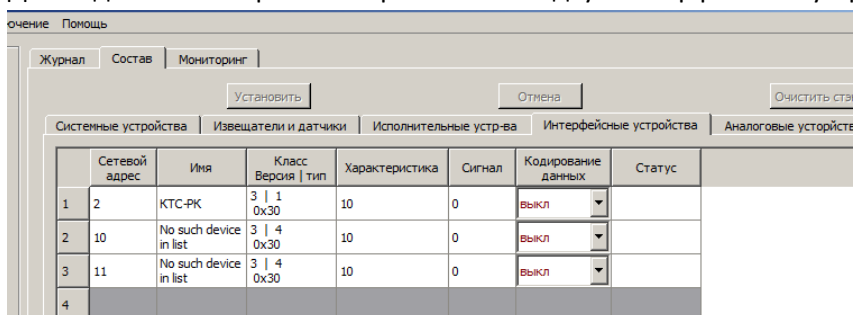 ючение Помощь
Журнал Состав Мониторинг
Установить Отмена Очистить
Системные устройства Извещатели и датчики Исполнительные устр-ва Интерфейсные устройства Аналоговые усторйств
Сетевой адрес Имя Класс Версия | тип Характеристика Сигнал Кодирование данных Статус
1 2 КТС-РК 3 | 1 0x30 10 0 выкл
2 10 No such device in list 3 | 4 0x30 10 0 выкл
3 11 No such device in list 3 | 4 0x30 10 0 выкл
4